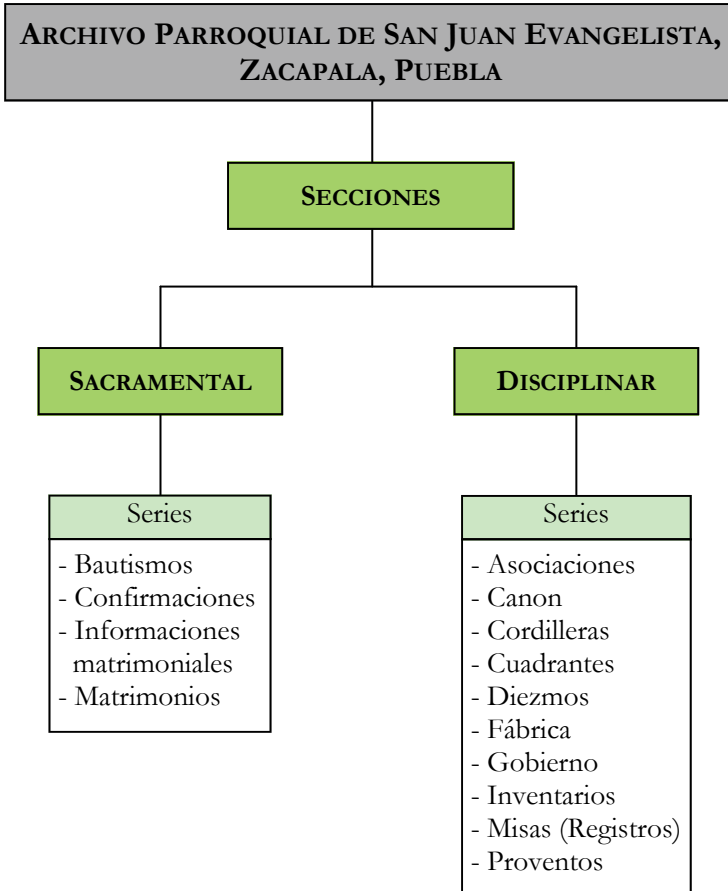 ARCHIVO PARROQUIAL DE SAN JUAN EVANGELISTA,
ZACAPALA, PUEBLA
SECCIONES
SACRAMENTAL
Series
- Bautismos
- Confirmaciones
- Informaciones
matrimoniales
- Matrimonios
DISCIPLINAR
Series
- Asociaciones
- Canon
- Cordilleras
- Cuadrantes
- Diezmos
- Fábrica
- Gobierno
- Inventarios
- Misas (Registros)
- Proventos